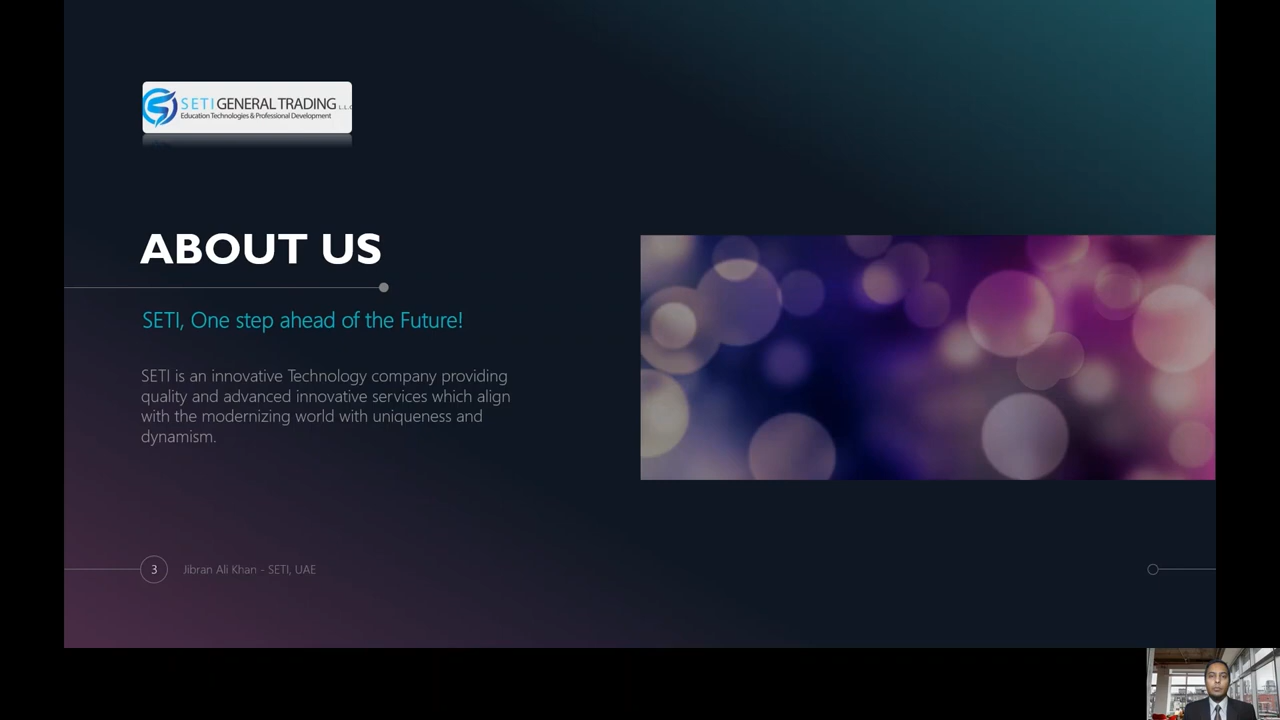 SETI GENERAL TRADING L.L.C
Education Technologies & Professional Development
ABOUT US
SETI, One step ahead of the Future!
SETI is an innovative Technology company providing
quality and advanced innovative services which align
with the modernizing world with uniqueness and
dynamism.
3 Jibran Ali Khan - SETI, UAE